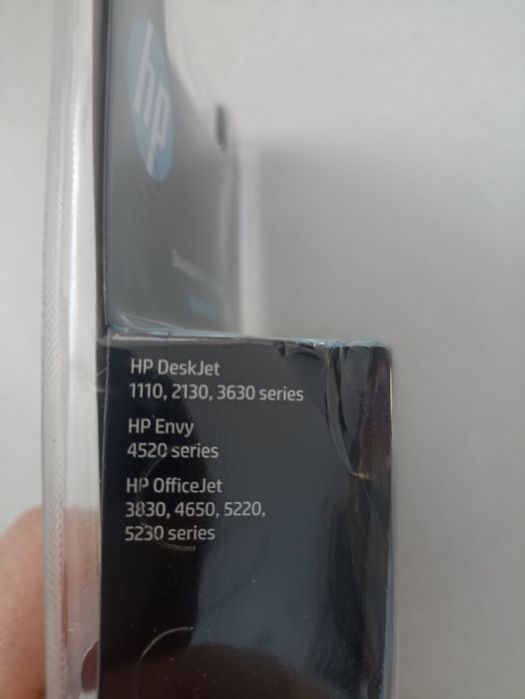 hp
HP DeskJet
1110, 2130, 3630 series
HP Envy
4520 series
HP OfficeJet
3830, 4650, 5220,
5230 series